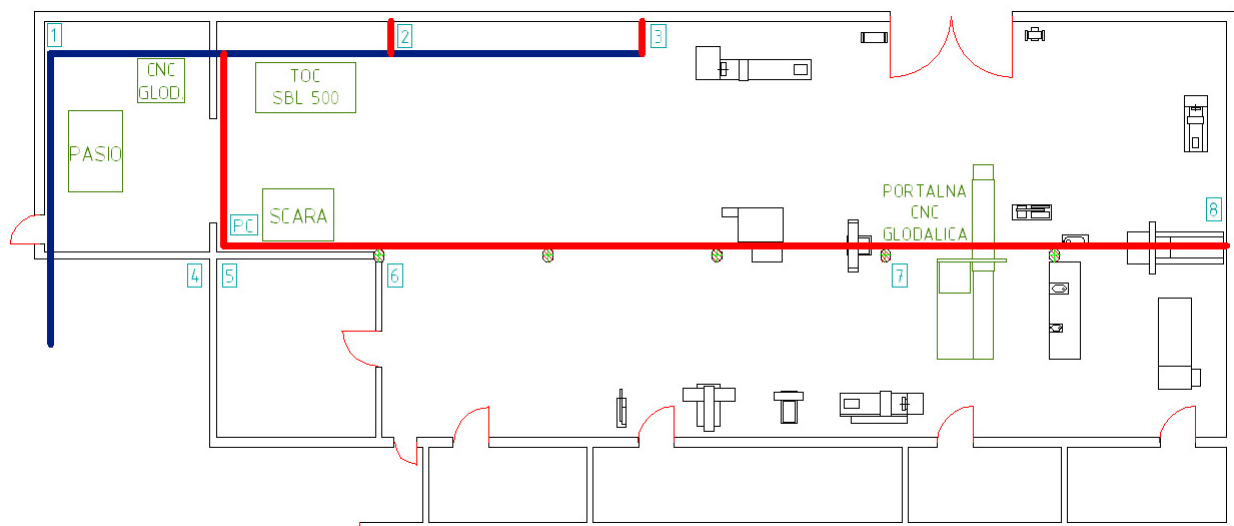 1
2
3
CNC
GLOD.
TOC
SBL 500
PASIO
PC
SCARA
PORTALNA
CNC
GLODALICA
8
4
5
6
7